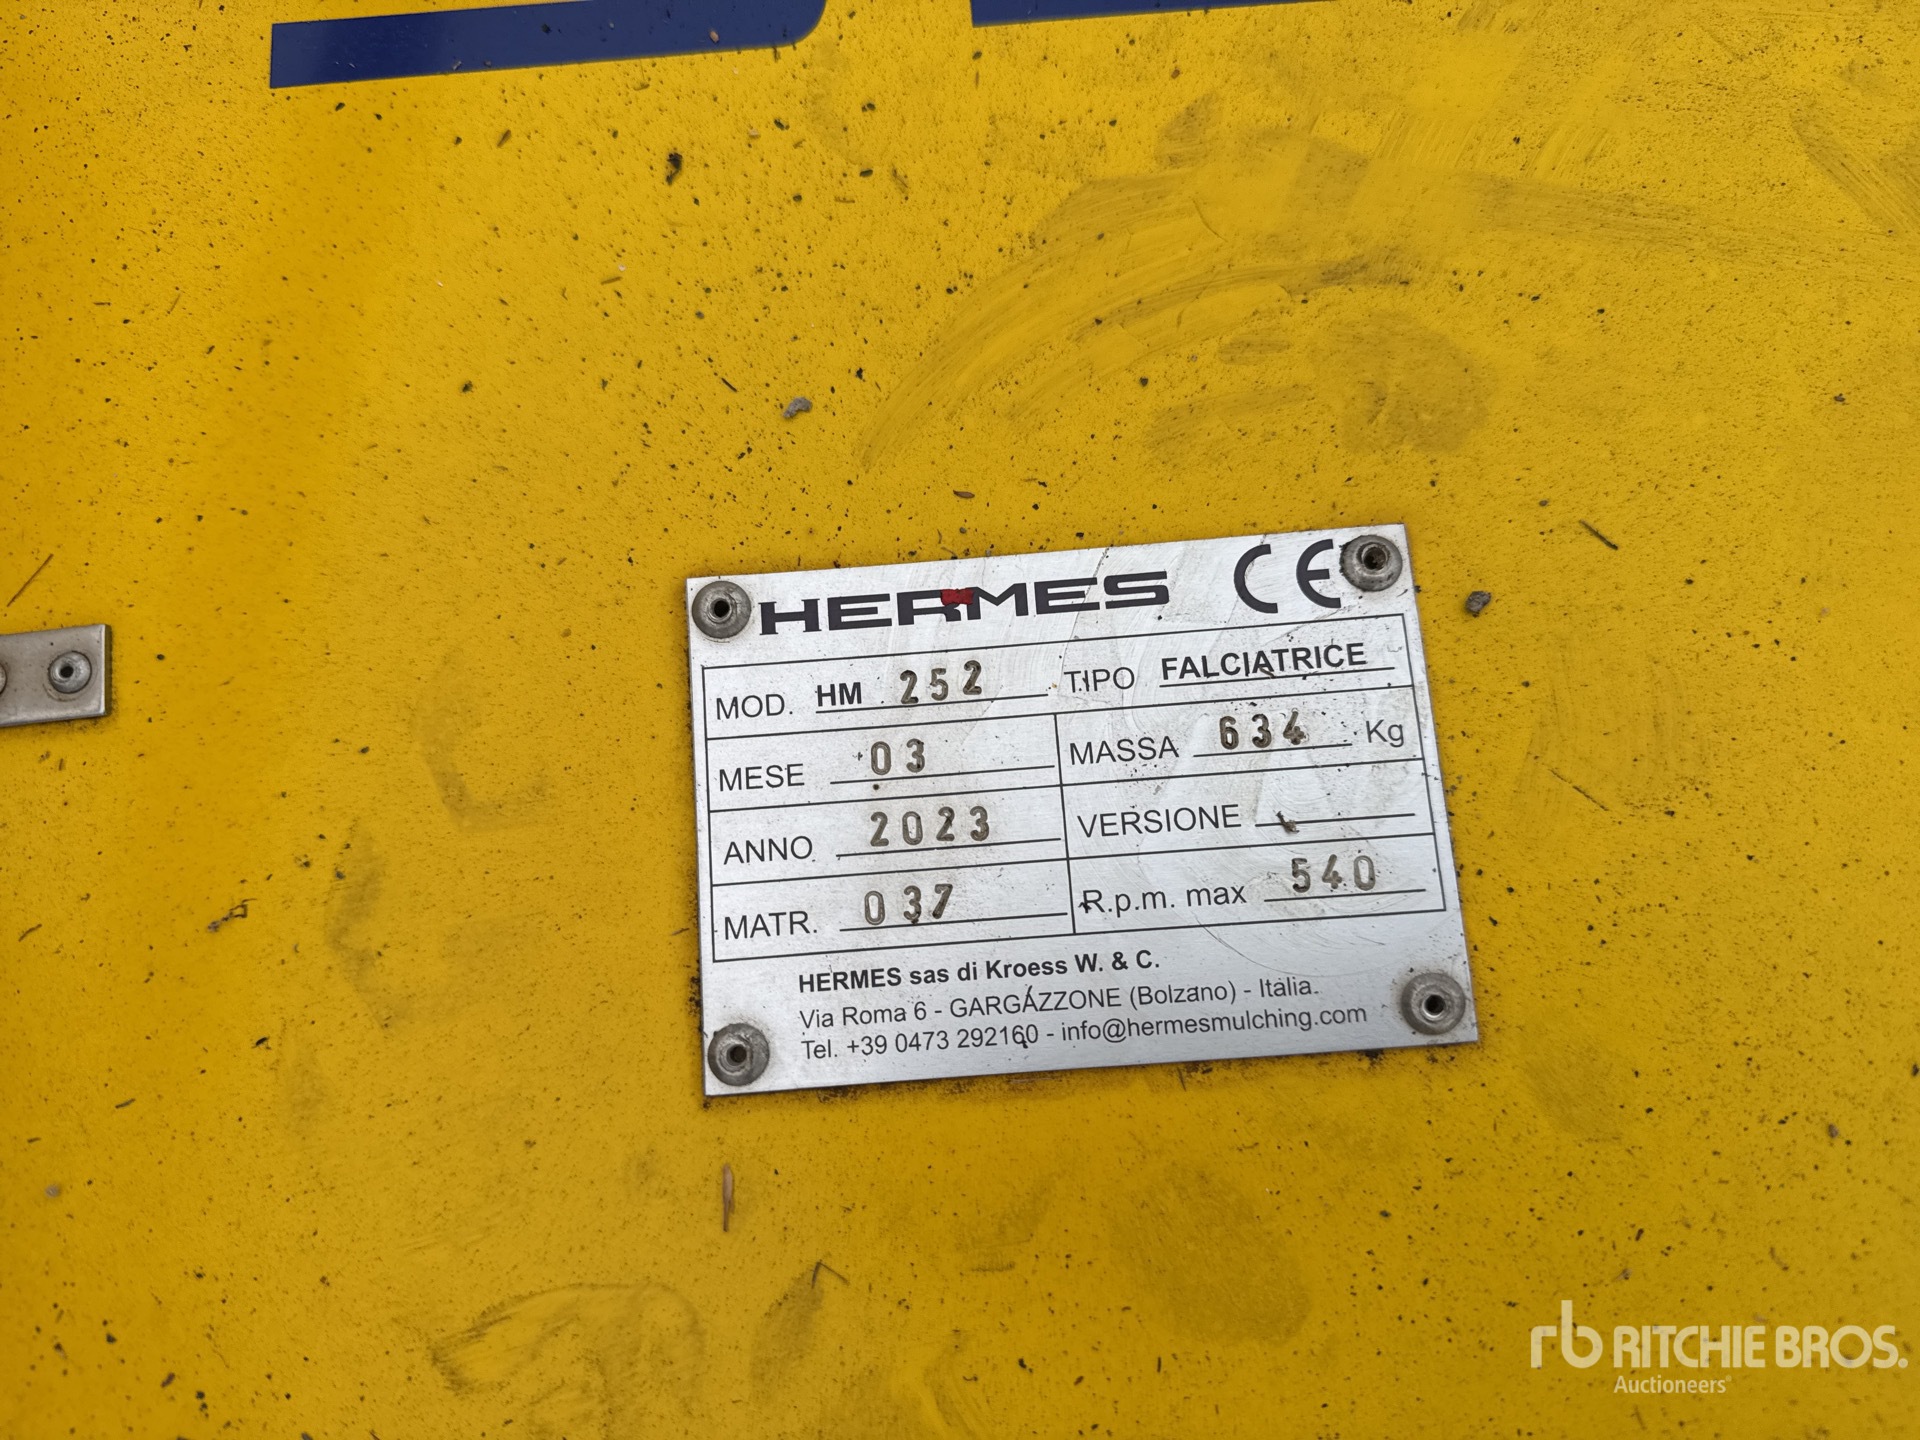 HERMES CE
MOD. HM 252 TIPO FALCIATRICE
MESE 03 MASSA 634 Kg
ANNO 2023 VERSIONE
MATR. 037 R.p.m. max 540
HERMES sas di Kroess W. & C.
Via Roma 6 - GARGAZZONE (Bolzano) - Italia.
Tel. +39 0473 292160 - info@hermesmulching.com
rb RITCHIE BROS.
Auctioneers